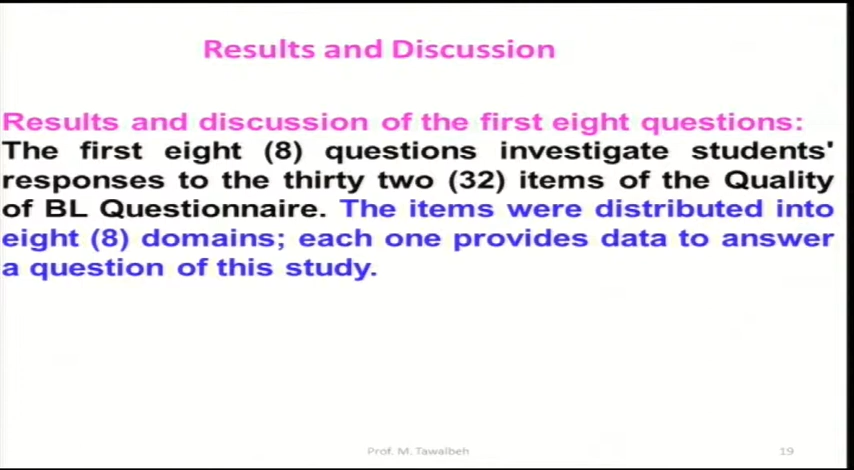 Results and Discussion
Results and discussion of the first eight questions:
The first eight (8) questions investigate students'
responses to the thirty two (32) items of the Quality
of BL Questionnaire. The items were distributed into
eight (8) domains; each one provides data to answer
a question of this study.
Prof. M. Tawalbeh
19